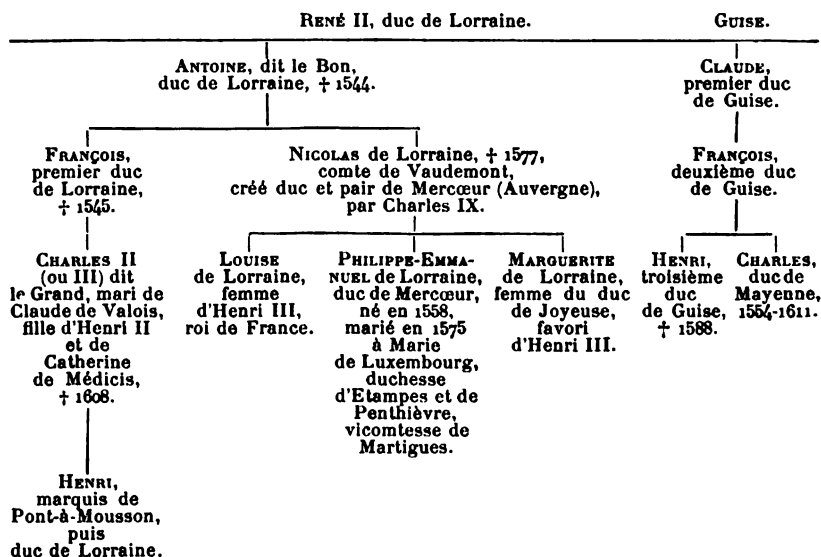 RENÉ II, duc de Lorraine.
GUISE.
ANTOINE, dit le Bon,
duc de Lorraine, † 1544.
CLAUDE,
premier duc
de Guise.
FRANÇOIS,
premier duc
de Lorraine,
† 1545.
NICOLAS de Lorraine, † 1577,
comte de Vaudemont,
créé duc et pair de Mercœur (Auvergne),
par Charles IX.
FRANÇOIS,
deuxième duc
de Guise.
CHARLES II
(ou III) dit
le Grand, mari de
Claude de Valois,
fille d'Henri II
et de
Catherine
de Médicis,
† 1608.
LOUISE
de Lorraine,
femme
d'Henri III,
roi de France.
PHILIPPE-EMMA-
NUEL de Lorraine,
duc de Mercœur,
né en 1558,
marié en 1575
à Marie
de Luxembourg,
duchesse
d'Etampes et de
Penthièvre,
vicomtesse de
Martigues.
MARGUERITE
de Lorraine,
femme du duc
de Joyeuse,
favori
d'Henri III.
HENRI,
troisième
duc
de Guise,
† 1588.
CHARLES,
duc de
Mayenne,
1554-1611.
HENRI,
marquis de
Pont-à-Mousson,
puis
duc de Lorraine.